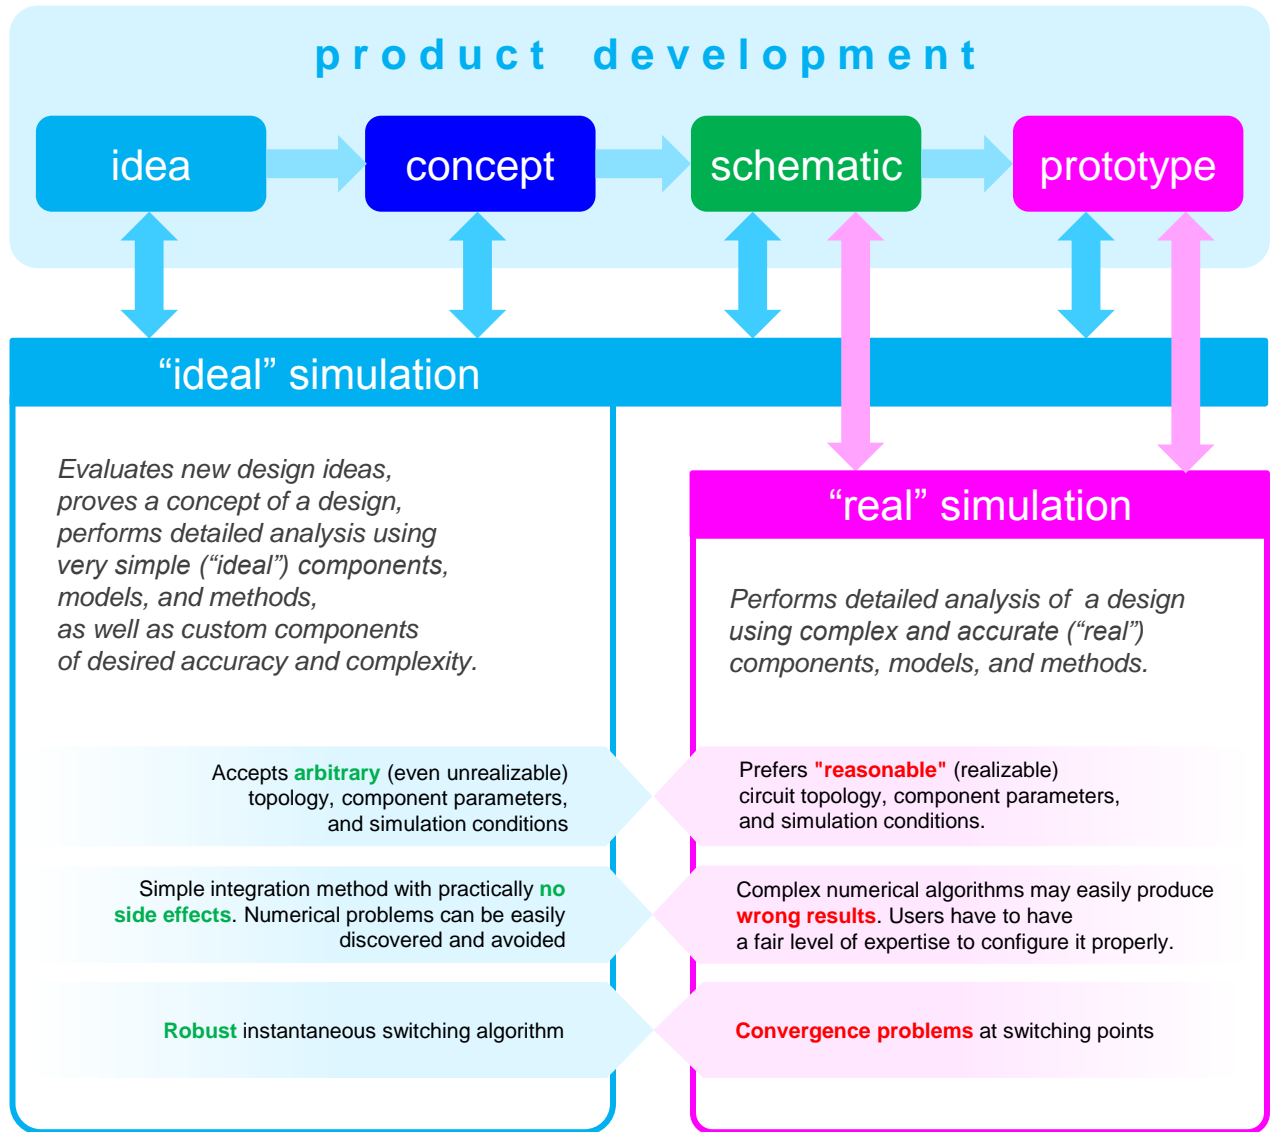 product development
idea
concept
schematic
prototype
“ideal” simulation
Evaluates new design ideas,
proves a concept of a design,
performs detailed analysis using
very simple (“ideal”) components,
models, and methods,
as well as custom components
of desired accuracy and complexity.
“real” simulation
Performs detailed analysis of a design
using complex and accurate (“real”)
components, models, and methods.
Accepts arbitrary (even unrealizable)
topology, component parameters,
and simulation conditions
Prefers "reasonable" (realizable)
circuit topology, component parameters,
and simulation conditions.
Simple integration method with practically no
side effects. Numerical problems can be easily
discovered and avoided
Complex numerical algorithms may easily produce
wrong results. Users have to have
a fair level of expertise to configure it properly.
Robust instantaneous switching algorithm
Convergence problems at switching points